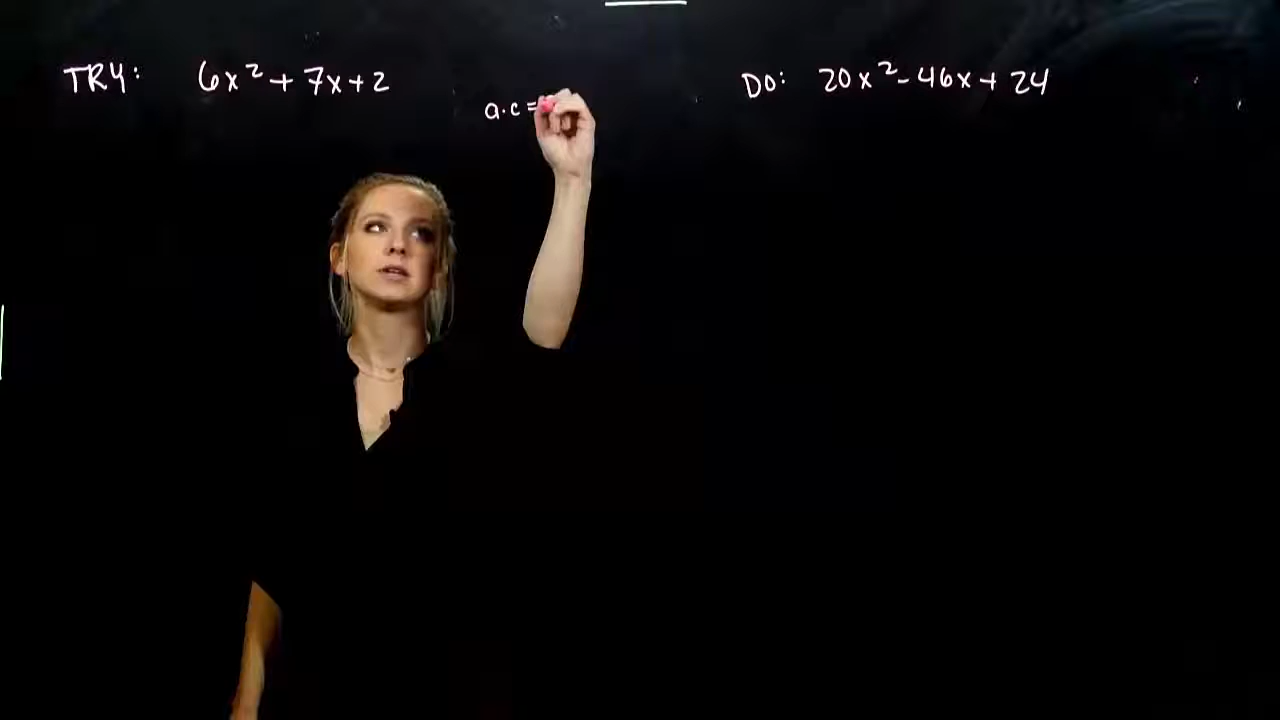 TRY: 6x² + 7x + 2
a·c =
DO: 20x² - 46x + 24